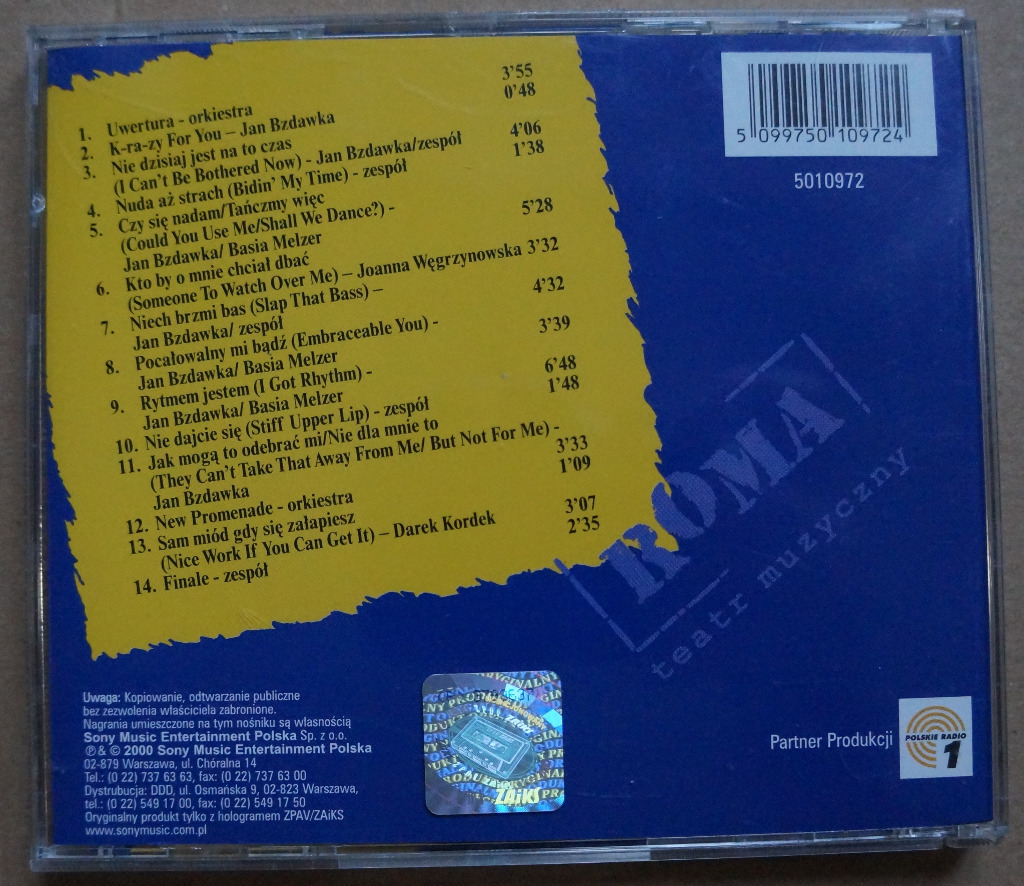 1. Uwertura - orkiestra 3'55
2. K-ra-zy For You – Jan Bzdawka 0'48
3. Nie dzisiaj jest na to czas
(I Can't Be Bothered Now) - Jan Bzdawka/zespół 4'06
4. Nuda aż strach (Bidin' My Time) - zespół 1'38
5. Czy się nadam/Tańczmy więc
(Could You Use Me/Shall We Dance?) -
Jan Bzdawka/ Basia Melzer 5'28
6. Kto by o mnie chciał dbać
(Someone To Watch Over Me) – Joanna Węgrzynowska 3'32
7. Niech brzmi bas (Slap That Bass) –
Jan Bzdawka/ zespół 4'32
8. Pocałowalny mi bądź (Embraceable You) -
Jan Bzdawka/ Basia Melzer 3'39
9. Rytmem jestem (I Got Rhythm) -
Jan Bzdawka/ Basia Melzer 6'48
10. Nie dajcie się (Stiff Upper Lip) - zespół 1'48
11. Jak mogą to odebrać mi/Nie dla mnie to
(They Can't Take That Away From Me/ But Not For Me) -
Jan Bzdawka 3'33
12. New Promenade - orkiestra 1'09
13. Sam miód gdy się załapiesz
(Nice Work If You Can Get It) – Darek Kordek 3'07
14. Finale - zespół 2'35
5 099750 109724
5010972
ROMA
teatr muzyczny
Uwaga: Kopiowanie, odtwarzanie publiczne
bez zezwolenia właściciela zabronione.
Nagrania umieszczone na tym nośniku są własnością
Sony Music Entertainment Polska Sp. z o.o.
℗ & © 2000 Sony Music Entertainment Polska
02-879 Warszawa, ul. Chóralna 14
Tel.: (0 22) 737 63 63, fax: (0 22) 737 63 00
Dystrubucja: DDD, ul. Osmańska 9, 02-823 Warszawa,
tel.: (0 22) 549 17 00, fax: (0 22) 549 17 50
Oryginalny produkt tylko z hologramem ZPAV/ZAiKS
www.sonymusic.com.pl
ZAiKS
Partner Produkcji
POLSKIE RADIO
1